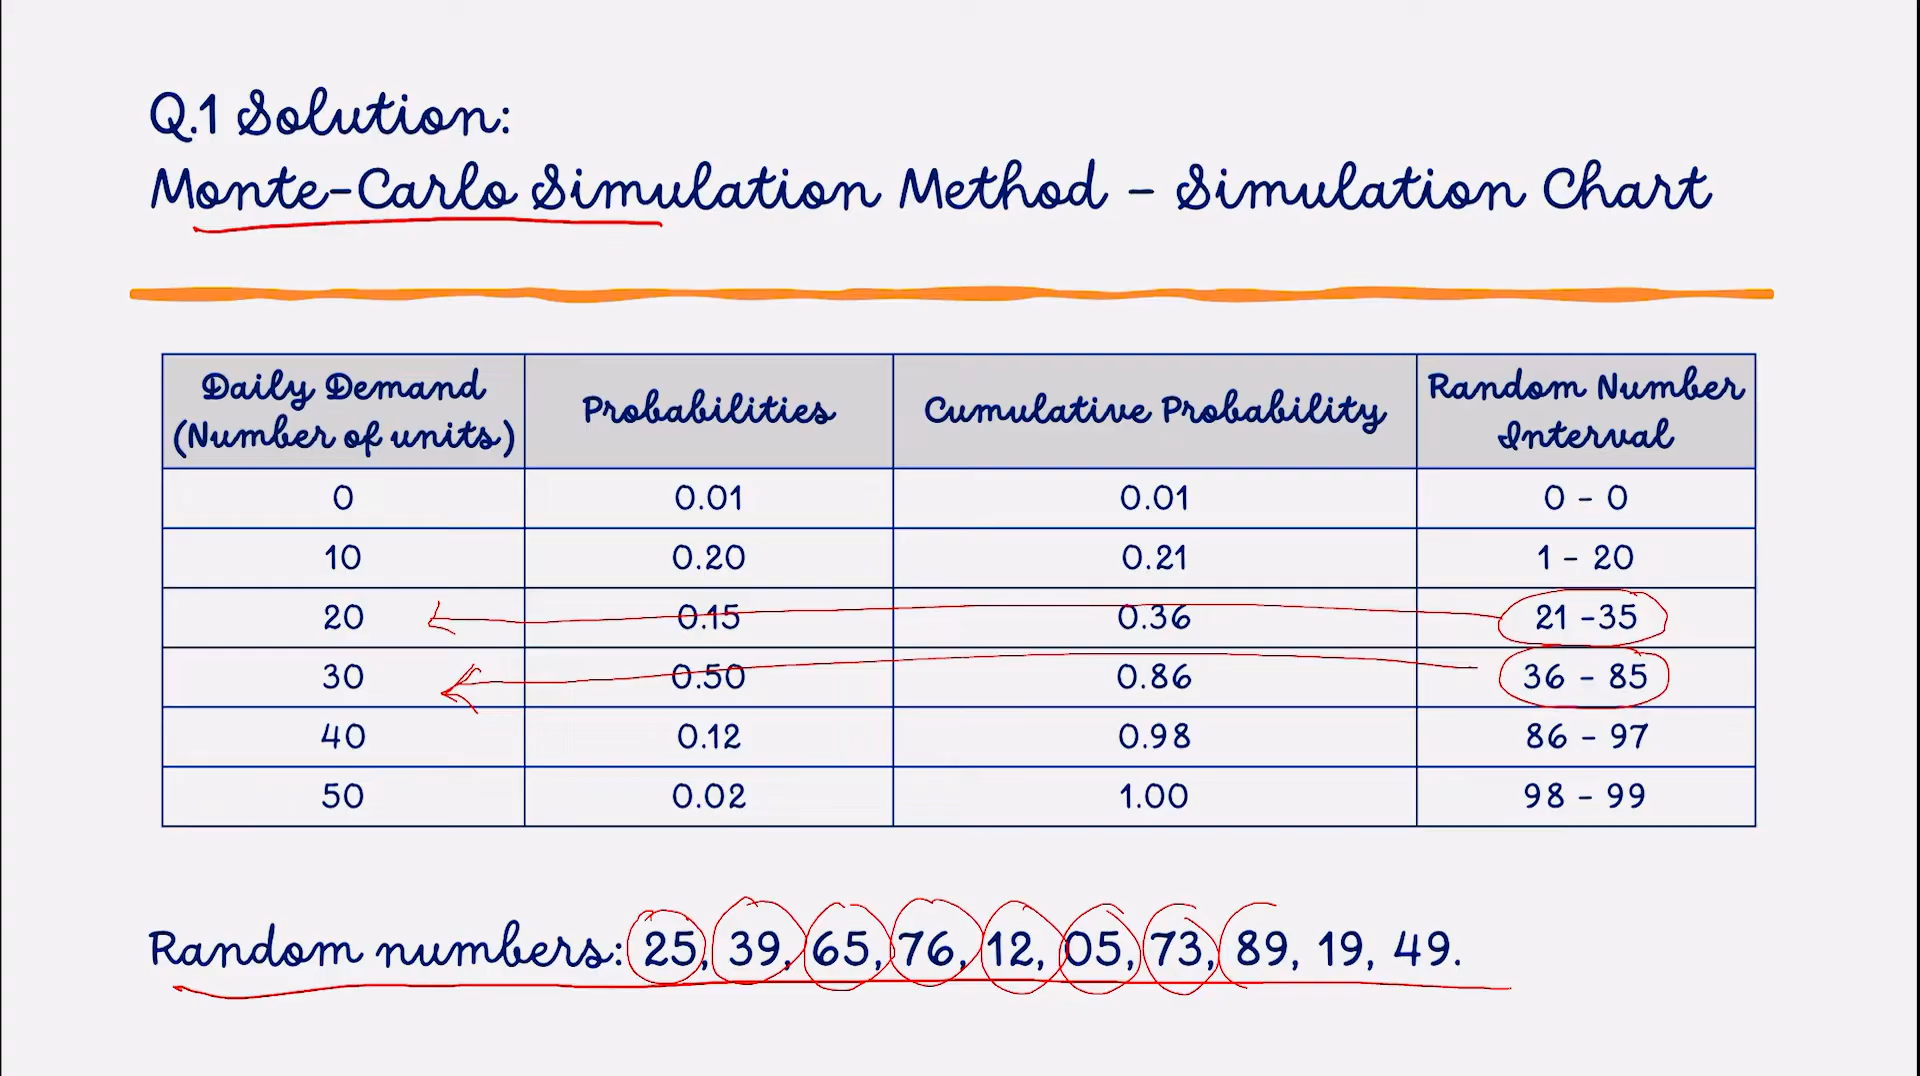 Q.1 Solution:
Monte-Carlo Simulation Method - Simulation Chart
Daily Demand (Number of units) Probabilities Cumulative Probability Random Number Interval
0 0.01 0.01 0 - 0
10 0.20 0.21 1 - 20
20 0.15 0.36 21 -35
30 0.50 0.86 36 - 85
40 0.12 0.98 86 - 97
50 0.02 1.00 98 - 99
Random numbers: 25, 39, 65, 76, 12, 05, 73, 89, 19, 49.